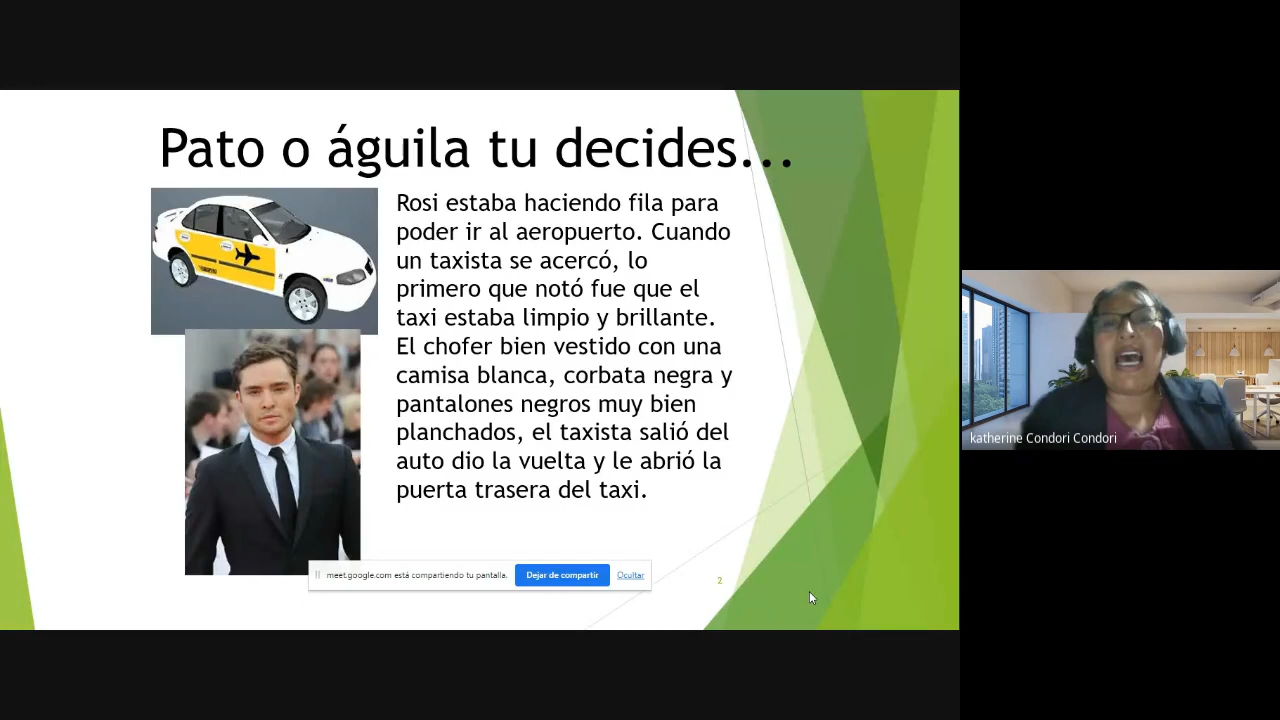 Pato o águila tu decides...
Rosi estaba haciendo fila para
poder ir al aeropuerto. Cuando
un taxista se acercó, lo
primero que notó fue que el
taxi estaba limpio y brillante.
El chofer bien vestido con una
camisa blanca, corbata negra y
pantalones negros muy bien
planchados, el taxista salió del
auto dio la vuelta y le abrió la
puerta trasera del taxi.
meet.google.com está compartiendo tu pantalla.
Dejar de compartir
Ocultar
2
katherine Condori Condori